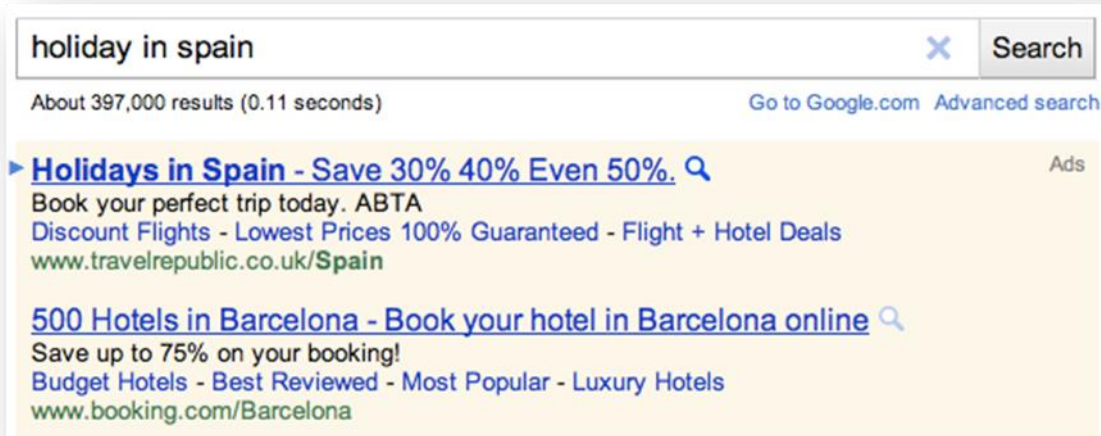 holiday in spain
Search
About 397,000 results (0.11 seconds)
Go to Google.com Advanced search
Holidays in Spain - Save 30% 40% Even 50%.
Ads
Book your perfect trip today. ABTA
Discount Flights - Lowest Prices 100% Guaranteed - Flight + Hotel Deals
www.travelrepublic.co.uk/Spain
500 Hotels in Barcelona - Book your hotel in Barcelona online
Save up to 75% on your booking!
Budget Hotels - Best Reviewed - Most Popular - Luxury Hotels
www.booking.com/Barcelona